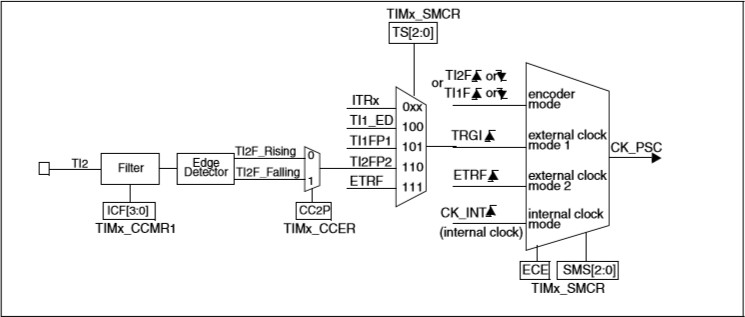 TIMx_SMCR
TS[2:0]
or TI2F or
TI1F or
encoder
mode
ITRx
0xx
TI1_ED
100
TI1FP1
101
TI2FP2
110
ETRF
111
TRGI
external clock
mode 1
CK_PSC
ETRF
external clock
mode 2
CK_INT
(internal clock)
internal clock
mode
TI2
Filter
Edge
Detector
TI2F_Rising
0
TI2F_Falling
1
ICF[3:0]
TIMx_CCMR1
CC2P
TIMx_CCER
ECE
SMS[2:0]
TIMx_SMCR